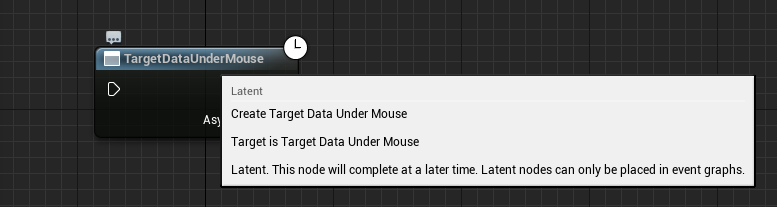 TargetDataUnderMouse
Asy
Latent
Create Target Data Under Mouse
Target is Target Data Under Mouse
Latent. This node will complete at a later time. Latent nodes can only be placed in event graphs.